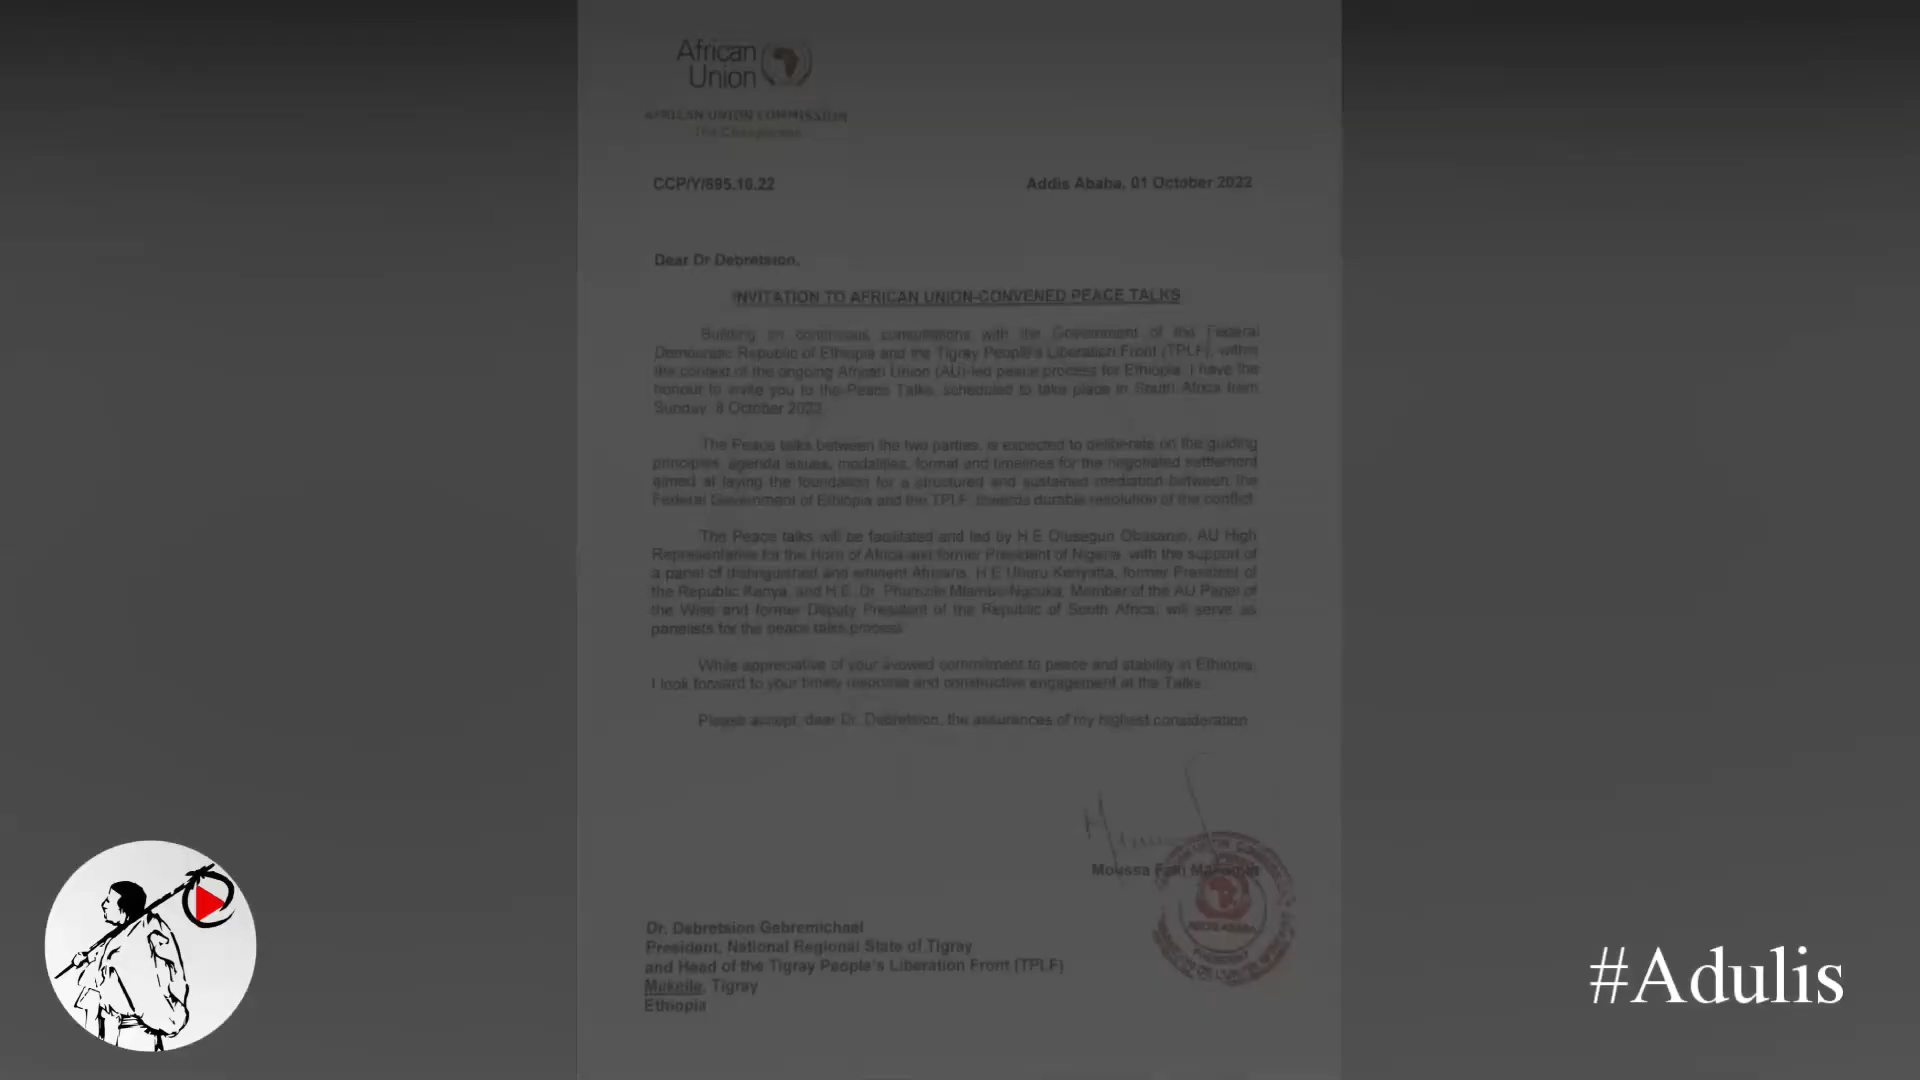 African
Union
AFRICAN UNION COMMISSION
The Chairperson
CCP/Y/695.10.22
Addis Ababa, 01 October 2022
Dear Dr Debretsion,
INVITATION TO AFRICAN UNION-CONVENED PEACE TALKS
Building on continuous consultations with the Government of the Federal
Democratic Republic of Ethiopia and the Tigray People's Liberation Front (TPLF), within
the context of the ongoing African Union (AU)-led peace process for Ethiopia, I have the
honour to invite you to the Peace Talks, scheduled to take place in South Africa from
Sunday, 8 October 2022.
The Peace talks between the two parties, is expected to deliberate on the guiding
principles, agenda issues, modalities, format and timelines for the negotiated settlement
aimed at laying the foundation for a structured and sustained mediation between the
Federal Government of Ethiopia and the TPLF, towards durable resolution of the conflict.
The Peace talks will be facilitated and led by H.E Olusegun Obasanjo, AU High
Representative for the Horn of Africa and former President of Nigeria, with the support of
a panel of distinguished and eminent Africans, H.E Uhuru Kenyatta, former President of
the Republic Kenya, and H.E. Dr. Phumzile Mlambo-Ngcuka, Member of the AU Panel of
the Wise and former Deputy President of the Republic of South Africa, will serve as
panelists for the peace talks process.
While appreciative of your avowed commitment to peace and stability in Ethiopia,
I look forward to your timely response and constructive engagement at the Talks.
Please accept, dear Dr. Debretsion, the assurances of my highest consideration
Moussa Faki Mahamat
Dr. Debretsion Gebremichael
President, National Regional State of Tigray
and Head of the Tigray People's Liberation Front (TPLF)
Mekelle, Tigray
Ethiopia
#Adulis